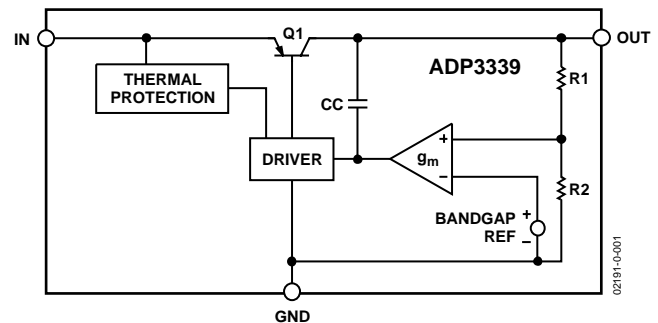 IN
Q1
OUT
THERMAL
PROTECTION
ADP3339
R1
CC
DRIVER
+
gm
–
R2
BANDGAP
REF
+
–
GND
02191-0-001